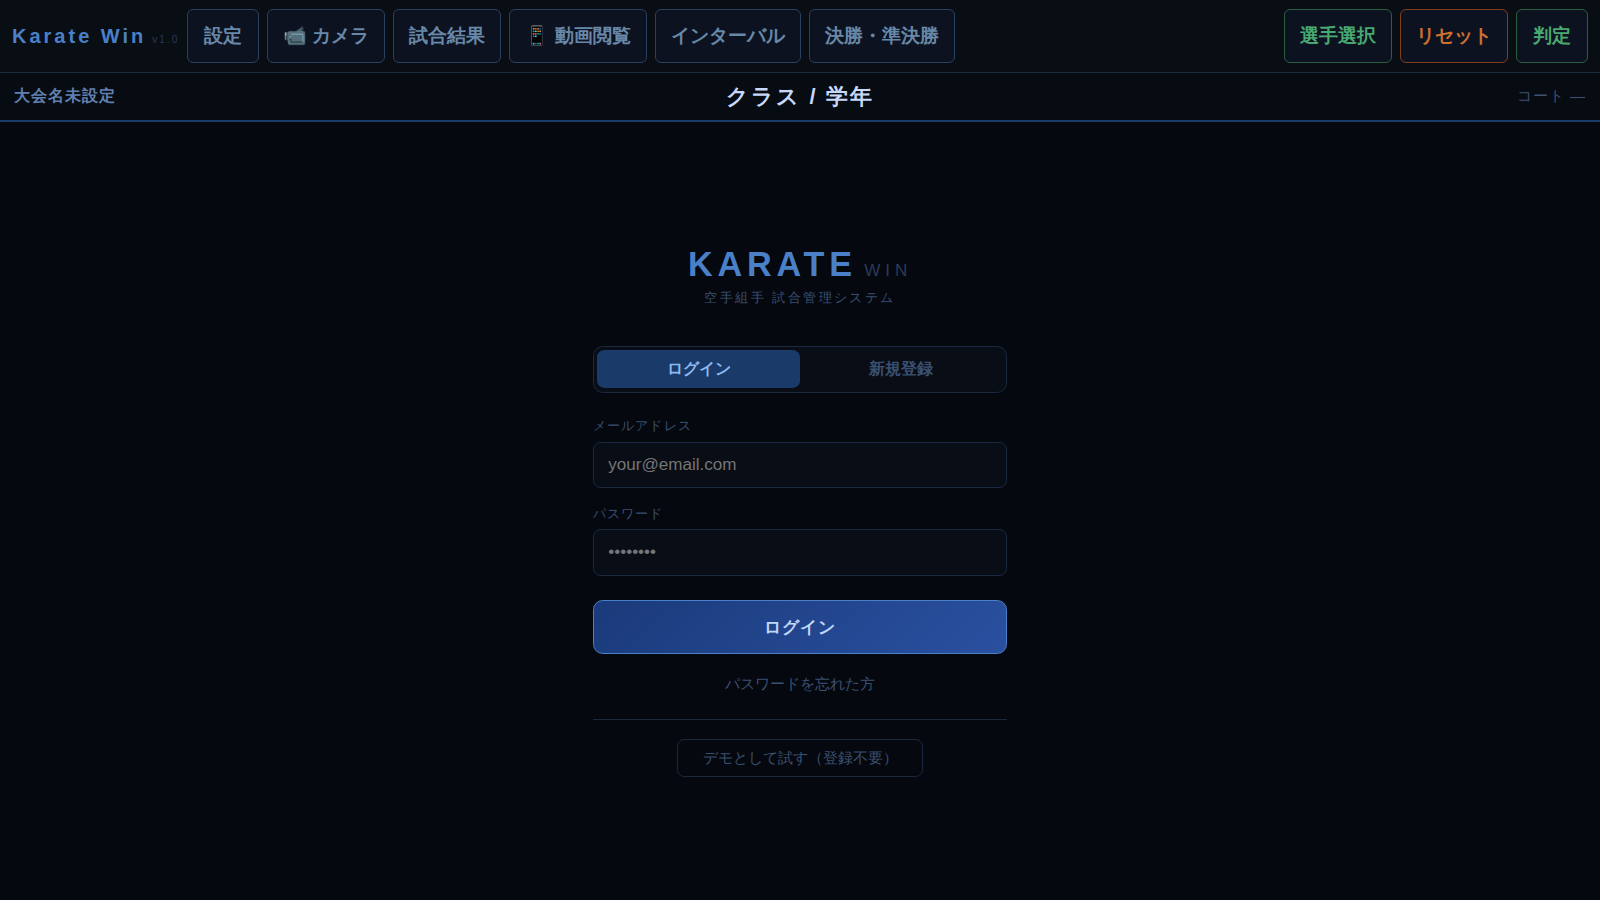 Karate Win v1.0 設定 📹 カメラ 試合結果 📱 動画閲覧 インターバル 決勝・準決勝 選手選択 リセット 判定
大会名未設定 クラス / 学年 コート —
KARATE WIN
空手組手 試合管理システム
ログイン 新規登録
メールアドレス
your@email.com
パスワード
••••••••
ログイン
パスワードを忘れた方
デモとして試す（登録不要）